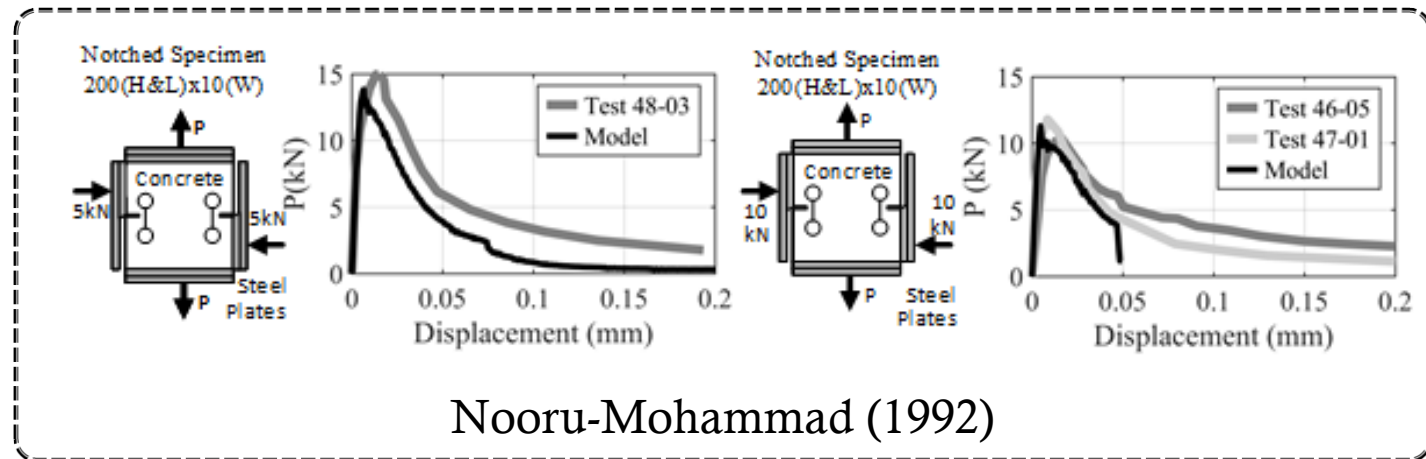 Notched Specimen
200(H&L)x10(W)
P
Concrete
5kN
5kN
P
Steel
Plates
P(kN)
15
10
5
0
Test 48-03
Model
0
0.05
0.1
0.15
0.2
Displacement (mm)
Notched Specimen
200(H&L)x10(W)
P
Concrete
10
kN
10
kN
P
Steel
Plates
P (kN)
15
10
5
0
Test 46-05
Test 47-01
Model
0
0.05
0.1
0.15
0.2
Displacement (mm)
Nooru-Mohammad (1992)